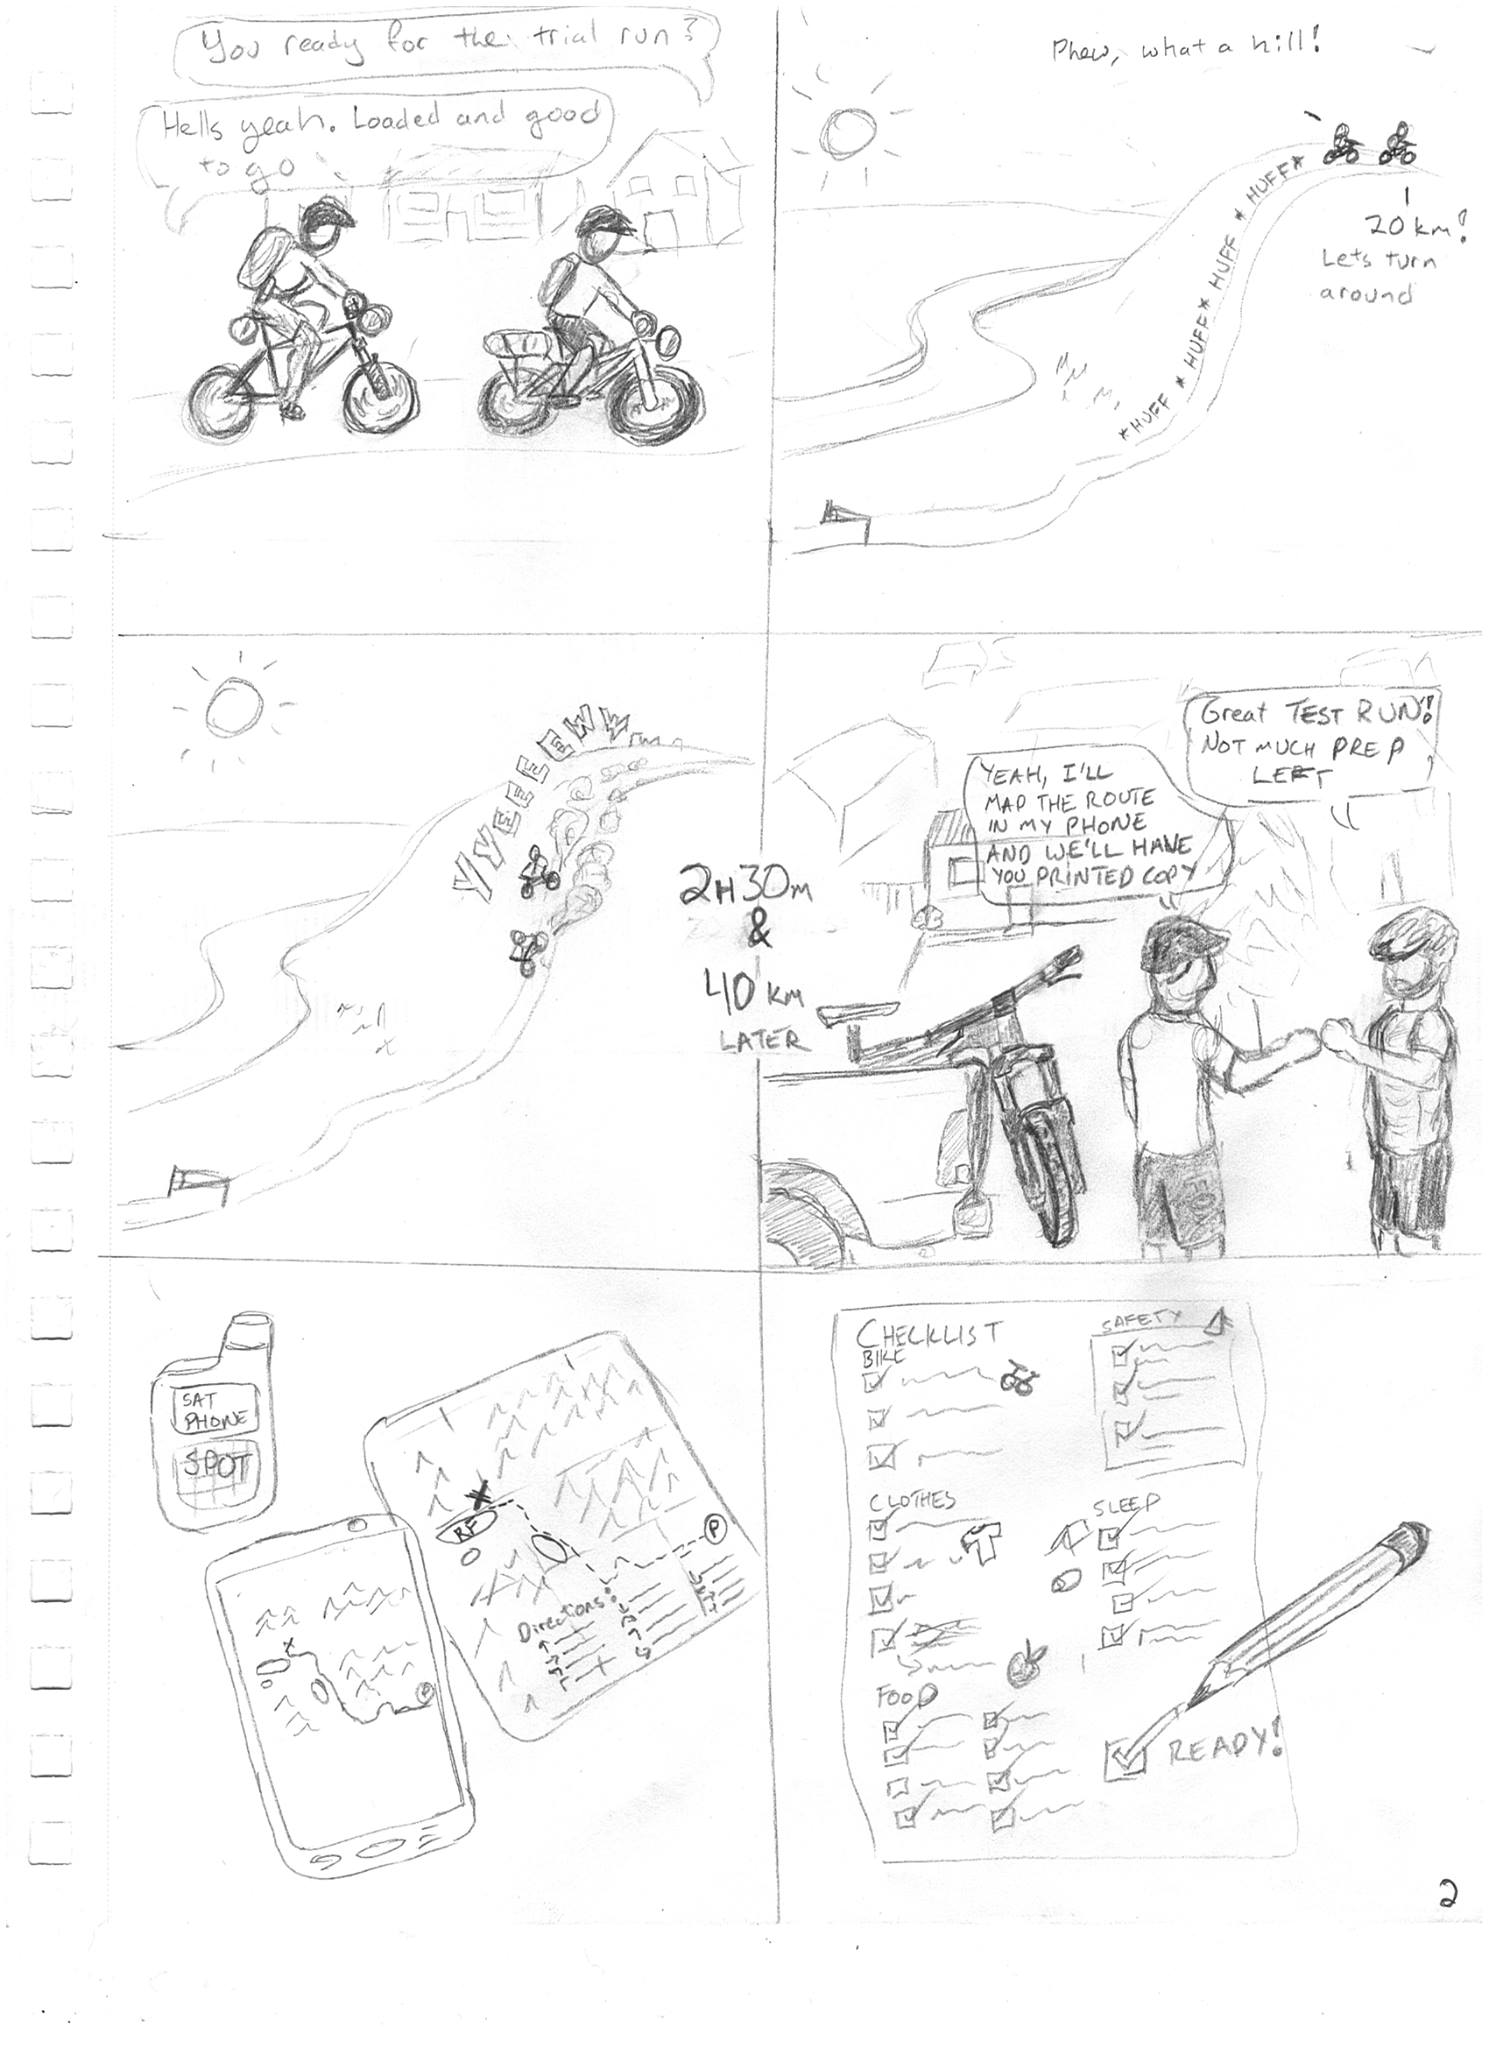 You ready for the trial run?
Hells yeah. Loaded and good
to go
Phew, what a hill!
*HUFF*HUFF*HUFF*HUFF*
20 km!
Lets turn
around
YYEEEEWW
2H30m
&
40 km
LATER
Great TEST RUN!
NOT MUCH PREP
LEFT
YEAH, I'LL
MAP THE ROUTE
IN MY PHONE
AND WE'LL HAVE
YOU PRINTED COPY
FOX
SAT
PHONE
SPOT
X
RF
P
Directions:
X
P
CHECKLIST
BIKE
SAFETY
CLOTHES
SLEEP
FOOD
READY!
2